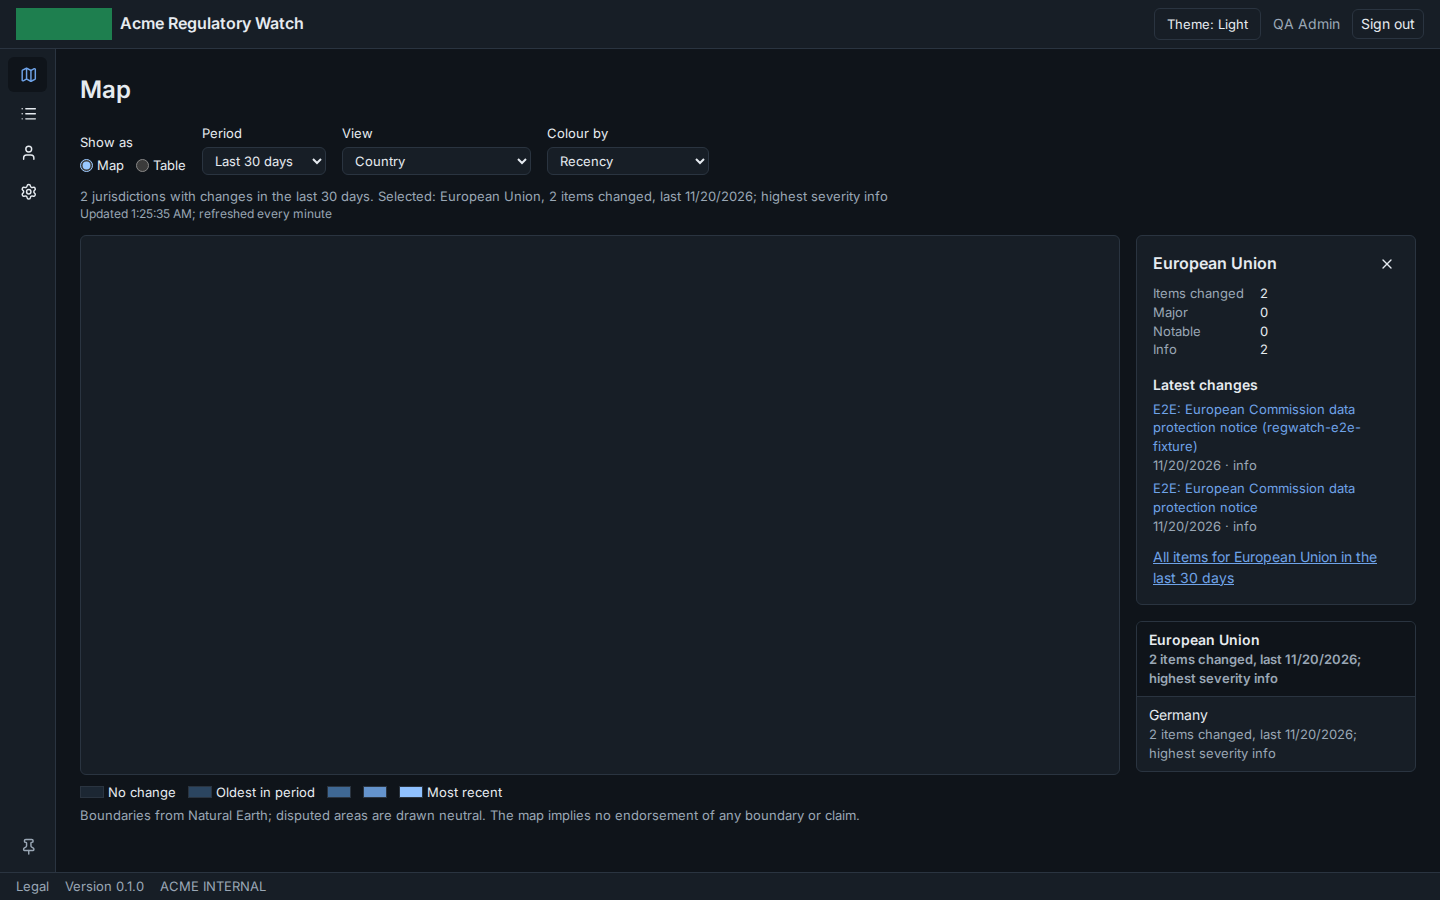 Acme Regulatory Watch
Theme: Light
QA Admin
Sign out
Map
Show as
Map
Table
Period
Last 30 days
View
Country
Colour by
Recency
2 jurisdictions with changes in the last 30 days. Selected: European Union, 2 items changed, last 11/20/2026; highest severity info
Updated 1:25:35 AM; refreshed every minute
European Union
Items changed 2
Major 0
Notable 0
Info 2
Latest changes
E2E: European Commission data
protection notice (regwatch-e2e-
fixture)
11/20/2026 · info
E2E: European Commission data
protection notice
11/20/2026 · info
All items for European Union in the
last 30 days
European Union
2 items changed, last 11/20/2026;
highest severity info
Germany
2 items changed, last 11/20/2026;
highest severity info
No change
Oldest in period
Most recent
Boundaries from Natural Earth; disputed areas are drawn neutral. The map implies no endorsement of any boundary or claim.
Legal
Version 0.1.0
ACME INTERNAL